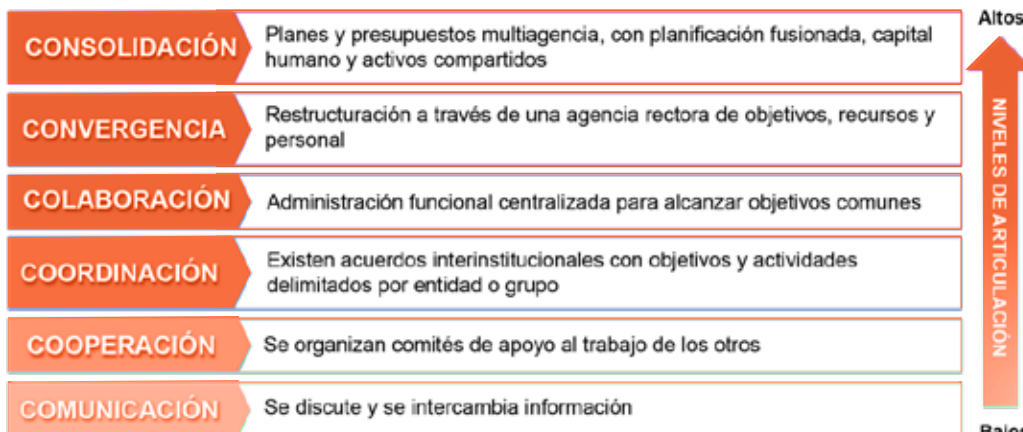 Altos
CONSOLIDACIÓN
Planes y presupuestos multiagencia, con planificación fusionada, capital
humano y activos compartidos
CONVERGENCIA
Restructuración a través de una agencia rectora de objetivos, recursos y
personal
COLABORACIÓN
Administración funcional centralizada para alcanzar objetivos comunes
COORDINACIÓN
Existen acuerdos interinstitucionales con objetivos y actividades
delimitados por entidad o grupo
COOPERACIÓN
Se organizan comités de apoyo al trabajo de los otros
COMUNICACIÓN
Se discute y se intercambia información
NIVELES DE ARTICULACIÓN
Bajos